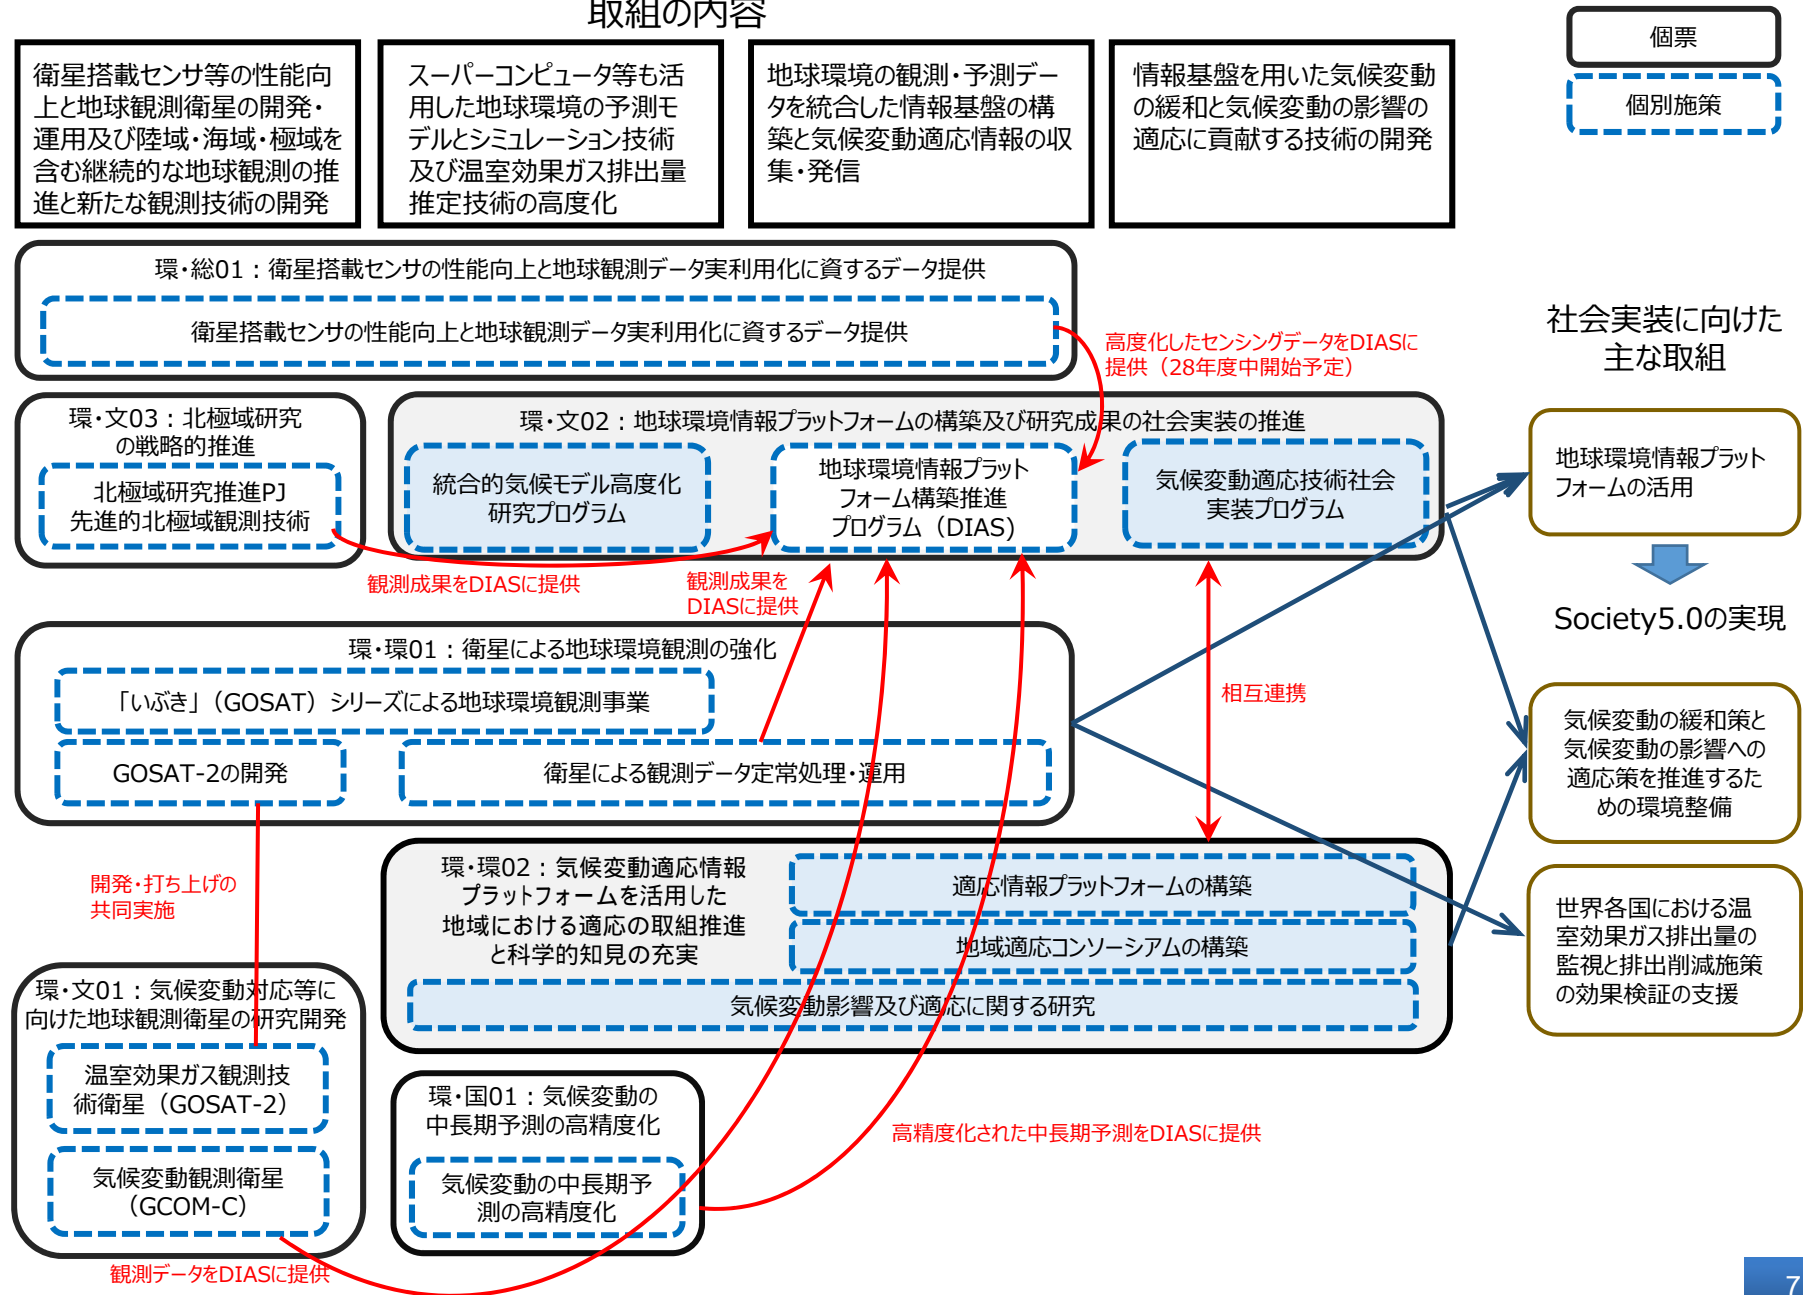 取組の内容
個票
個別施策
衛星搭載センサ等の性能向
上と地球観測衛星の開発・
運用及び陸域・海域・極域を
含む継続的な地球観測の推
進と新たな観測技術の開発
スーパーコンピュータ等も活
用した地球環境の予測モ
デルとシミュレーション技術
及び温室効果ガス排出量
推定技術の高度化
地球環境の観測・予測デー
タを統合した情報基盤の構
築と気候変動適応情報の収
集・発信
情報基盤を用いた気候変動
の緩和と気候変動の影響の
適応に貢献する技術の開発
環・総01：衛星搭載センサの性能向上と地球観測データ実利用化に資するデータ提供
衛星搭載センサの性能向上と地球観測データ実利用化に資するデータ提供
高度化したセンシングデータをDIASに
提供（28年度中開始予定）
社会実装に向けた
主な取組
環・文03：北極域研究
の戦略的推進
北極域研究推進PJ
先進的北極域観測技術
環・文02：地球環境情報プラットフォームの構築及び研究成果の社会実装の推進
統合的気候モデル高度化
研究プログラム
地球環境情報プラット
フォーム構築推進
プログラム（DIAS）
気候変動適応技術社会
実装プログラム
地球環境情報プラット
フォームの活用
観測成果をDIASに提供
観測成果を
DIASに提供
Society5.0の実現
環・環01：衛星による地球環境観測の強化
「いぶき」（GOSAT）シリーズによる地球環境観測事業
GOSAT-2の開発
衛星による観測データ定常処理・運用
相互連携
気候変動の緩和策と
気候変動の影響への
適応策を推進するた
めの環境整備
開発・打ち上げの
共同実施
環・環02：気候変動適応情報
プラットフォームを活用した
地域における適応の取組推進
と科学的知見の充実
適応情報プラットフォームの構築
地域適応コンソーシアムの構築
気候変動影響及び適応に関する研究
世界各国における温
室効果ガス排出量の
監視と排出削減施策
の効果検証の支援
環・文01：気候変動対応等に
向けた地球観測衛星の研究開発
温室効果ガス観測技
術衛星（GOSAT-2）
気候変動観測衛星
（GCOM-C）
観測データをDIASに提供
環・国01：気候変動の
中長期予測の高精度化
気候変動の中長期予
測の高精度化
高精度化された中長期予測をDIASに提供
7